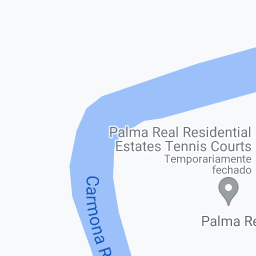 Palma Real Residential
Estates Tennis Courts
Temporariamente
fechado
Palma Re
Carmona R